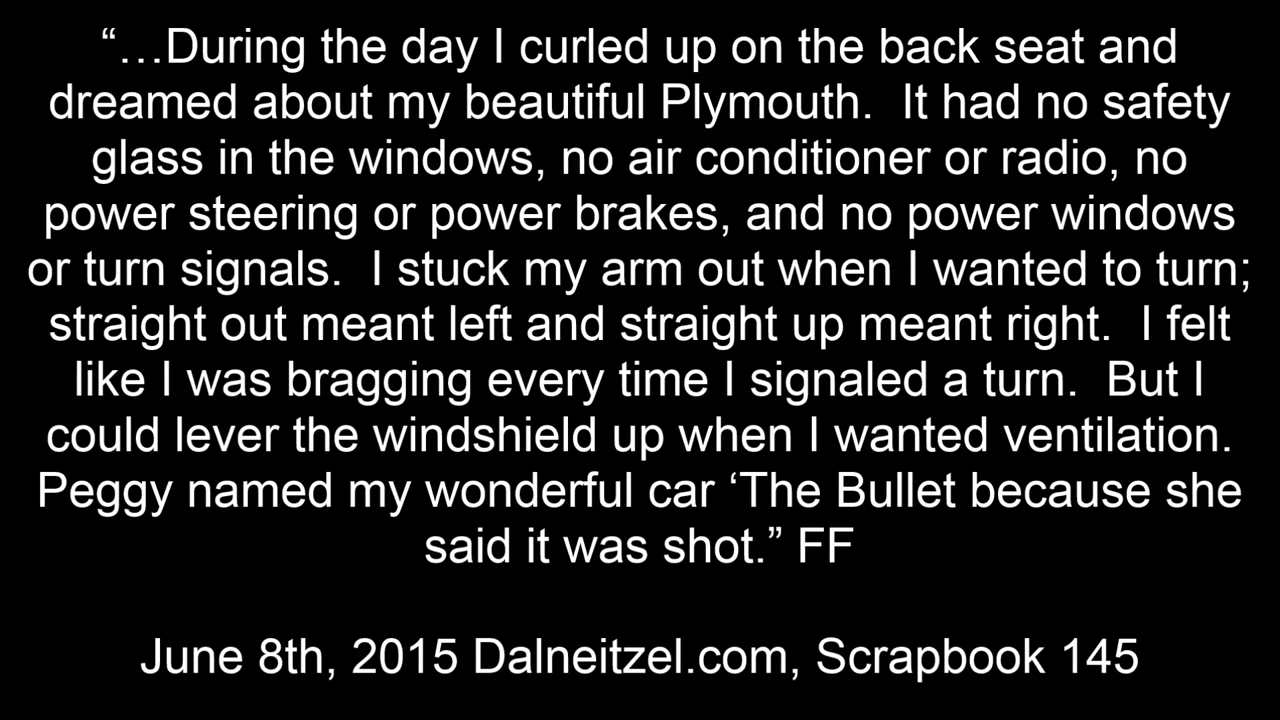 “…During the day I curled up on the back seat and
dreamed about my beautiful Plymouth.  It had no safety
glass in the windows, no air conditioner or radio, no
power steering or power brakes, and no power windows
or turn signals.  I stuck my arm out when I wanted to turn;
straight out meant left and straight up meant right.  I felt
like I was bragging every time I signaled a turn.  But I
could lever the windshield up when I wanted ventilation.
Peggy named my wonderful car ‘The Bullet because she
said it was shot.” FF
June 8th, 2015 Dalneitzel.com, Scrapbook 145